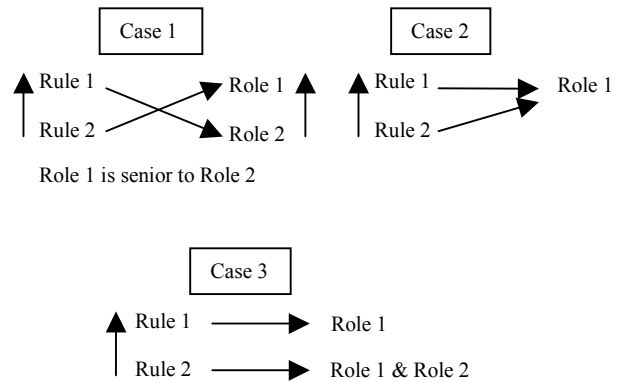 Case 1
Rule 1
Role 1
Rule 2
Role 2
Role 1 is senior to Role 2
Case 2
Rule 1
Role 1
Rule 2
Case 3
Rule 1
Role 1
Rule 2
Role 1 & Role 2